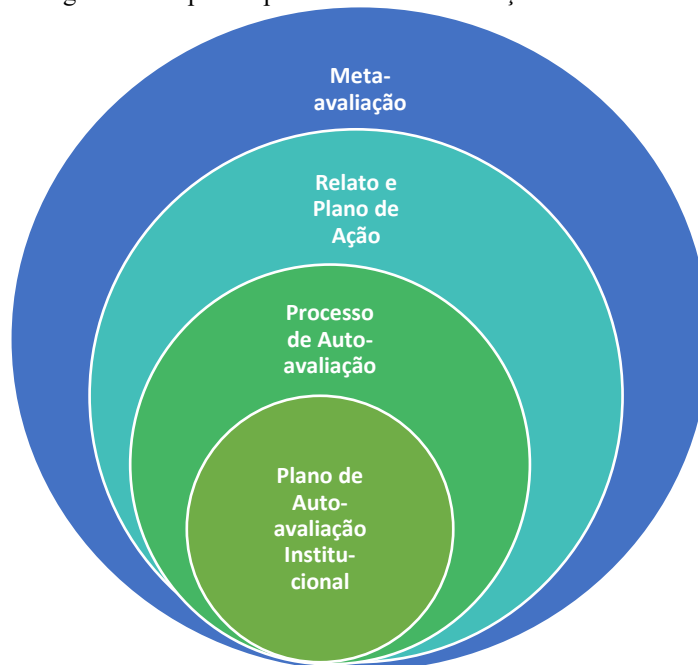 Meta-
avaliação
Relato e
Plano de
Ação
Processo
de Auto-
avaliação
Plano de
Auto-
avaliação
Institu-
cional